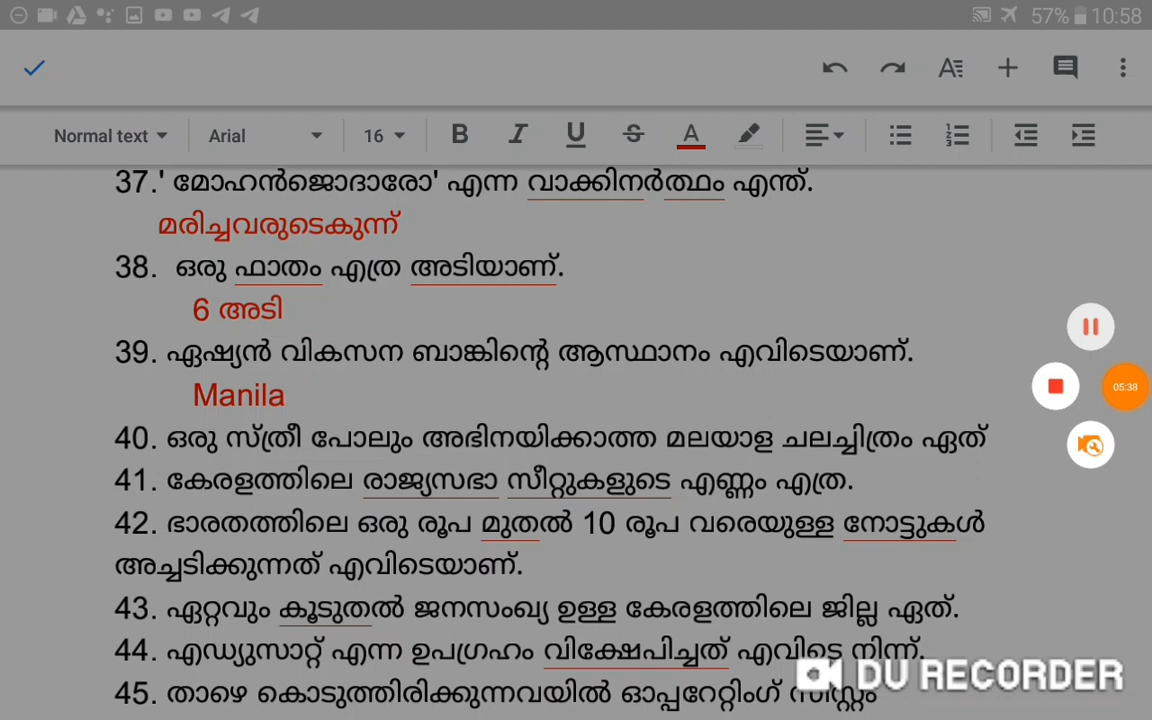 57% 10:58
Normal text Arial 16 B I U S A
37.' മോഹൻജൊദാരോ' എന്ന വാക്കിനർത്ഥം എന്ത്.
മരിച്ചവരുടെകുന്ന്
38. ഒരു ഫാതം എത്ര അടിയാണ്.
6 അടി
39. ഏഷ്യൻ വികസന ബാങ്കിന്റെ ആസ്ഥാനം എവിടെയാണ്.
Manila
40. ഒരു സ്ത്രീ പോലും അഭിനയിക്കാത്ത മലയാള ചലച്ചിത്രം ഏത്
41. കേരളത്തിലെ രാജ്യസഭാ സീറ്റുകളുടെ എണ്ണം എത്ര.
42. ഭാരതത്തിലെ ഒരു രൂപ മുതൽ 10 രൂപ വരെയുള്ള നോട്ടുകൾ
അച്ചടിക്കുന്നത് എവിടെയാണ്.
43. ഏറ്റവും കൂടുതൽ ജനസംഖ്യ ഉള്ള കേരളത്തിലെ ജില്ല ഏത്.
44. എഡ്യുസാറ്റ് എന്ന ഉപഗ്രഹം വിക്ഷേപിച്ചത് എവിടെ നിന്ന്.
45. താഴെ കൊടുത്തിരിക്കുന്നവയിൽ ഓപ്പറേറ്റിംഗ് സിസ്റ്റം
05:38
DU RECORDER